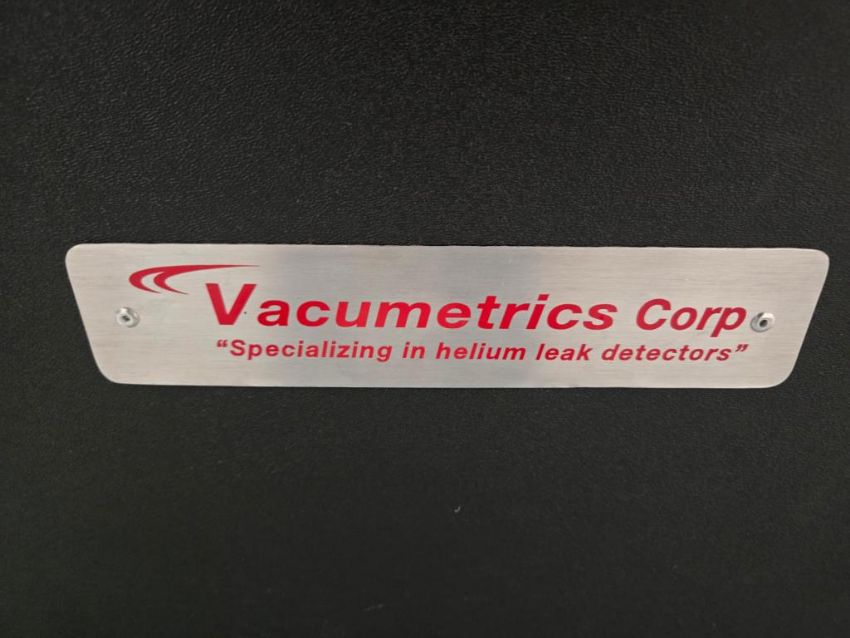 Vacumetrics Corp
“Specializing in helium leak detectors”